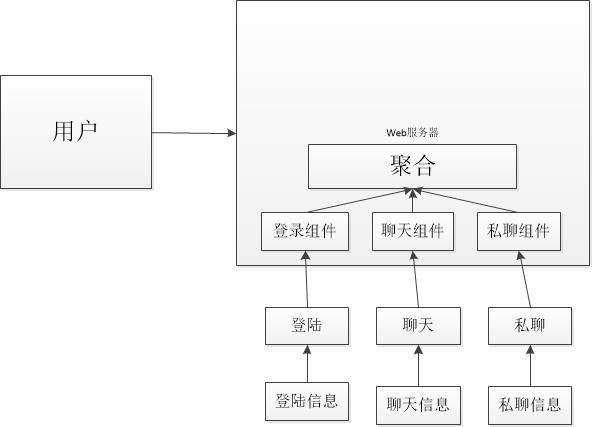 用户
Web服务器
聚合
登录组件
聊天组件
私聊组件
登陆
聊天
私聊
登陆信息
聊天信息
私聊信息